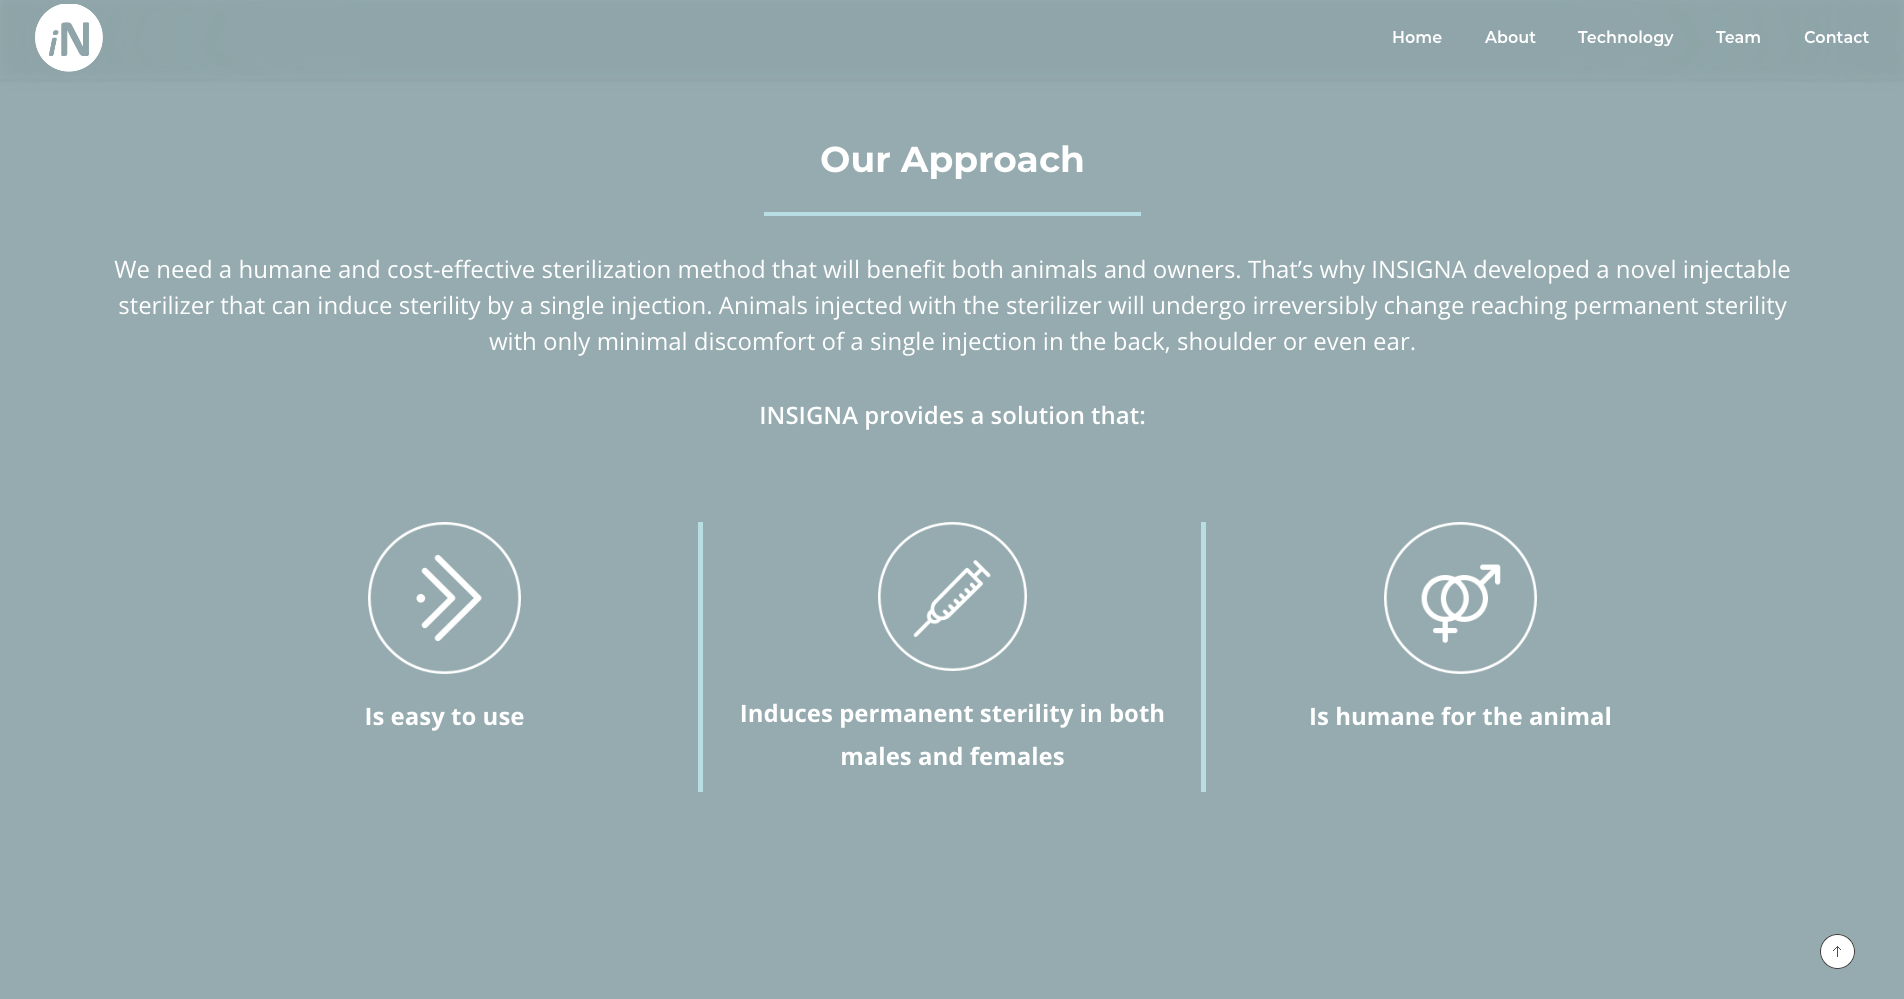 iN
Home About Technology Team Contact
Our Approach
We need a humane and cost-effective sterilization method that will benefit both animals and owners. That’s why INSIGNA developed a novel injectable
sterilizer that can induce sterility by a single injection. Animals injected with the sterilizer will undergo irreversibly change reaching permanent sterility
with only minimal discomfort of a single injection in the back, shoulder or even ear.
INSIGNA provides a solution that:
Is easy to use
Induces permanent sterility in both
males and females
Is humane for the animal